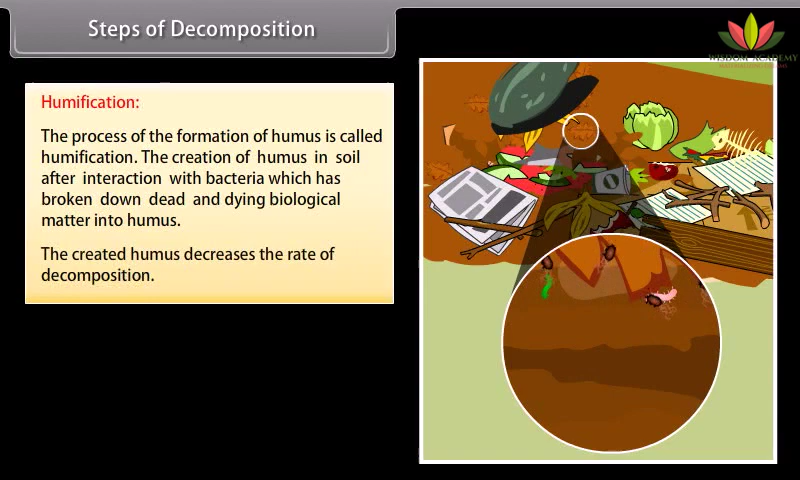 Steps of Decomposition
WISDOM ACADEMY
Humification:
The process of the formation of humus is called
humification. The creation of humus in soil
after interaction with bacteria which has
broken down dead and dying biological
matter into humus.
The created humus decreases the rate of
decomposition.